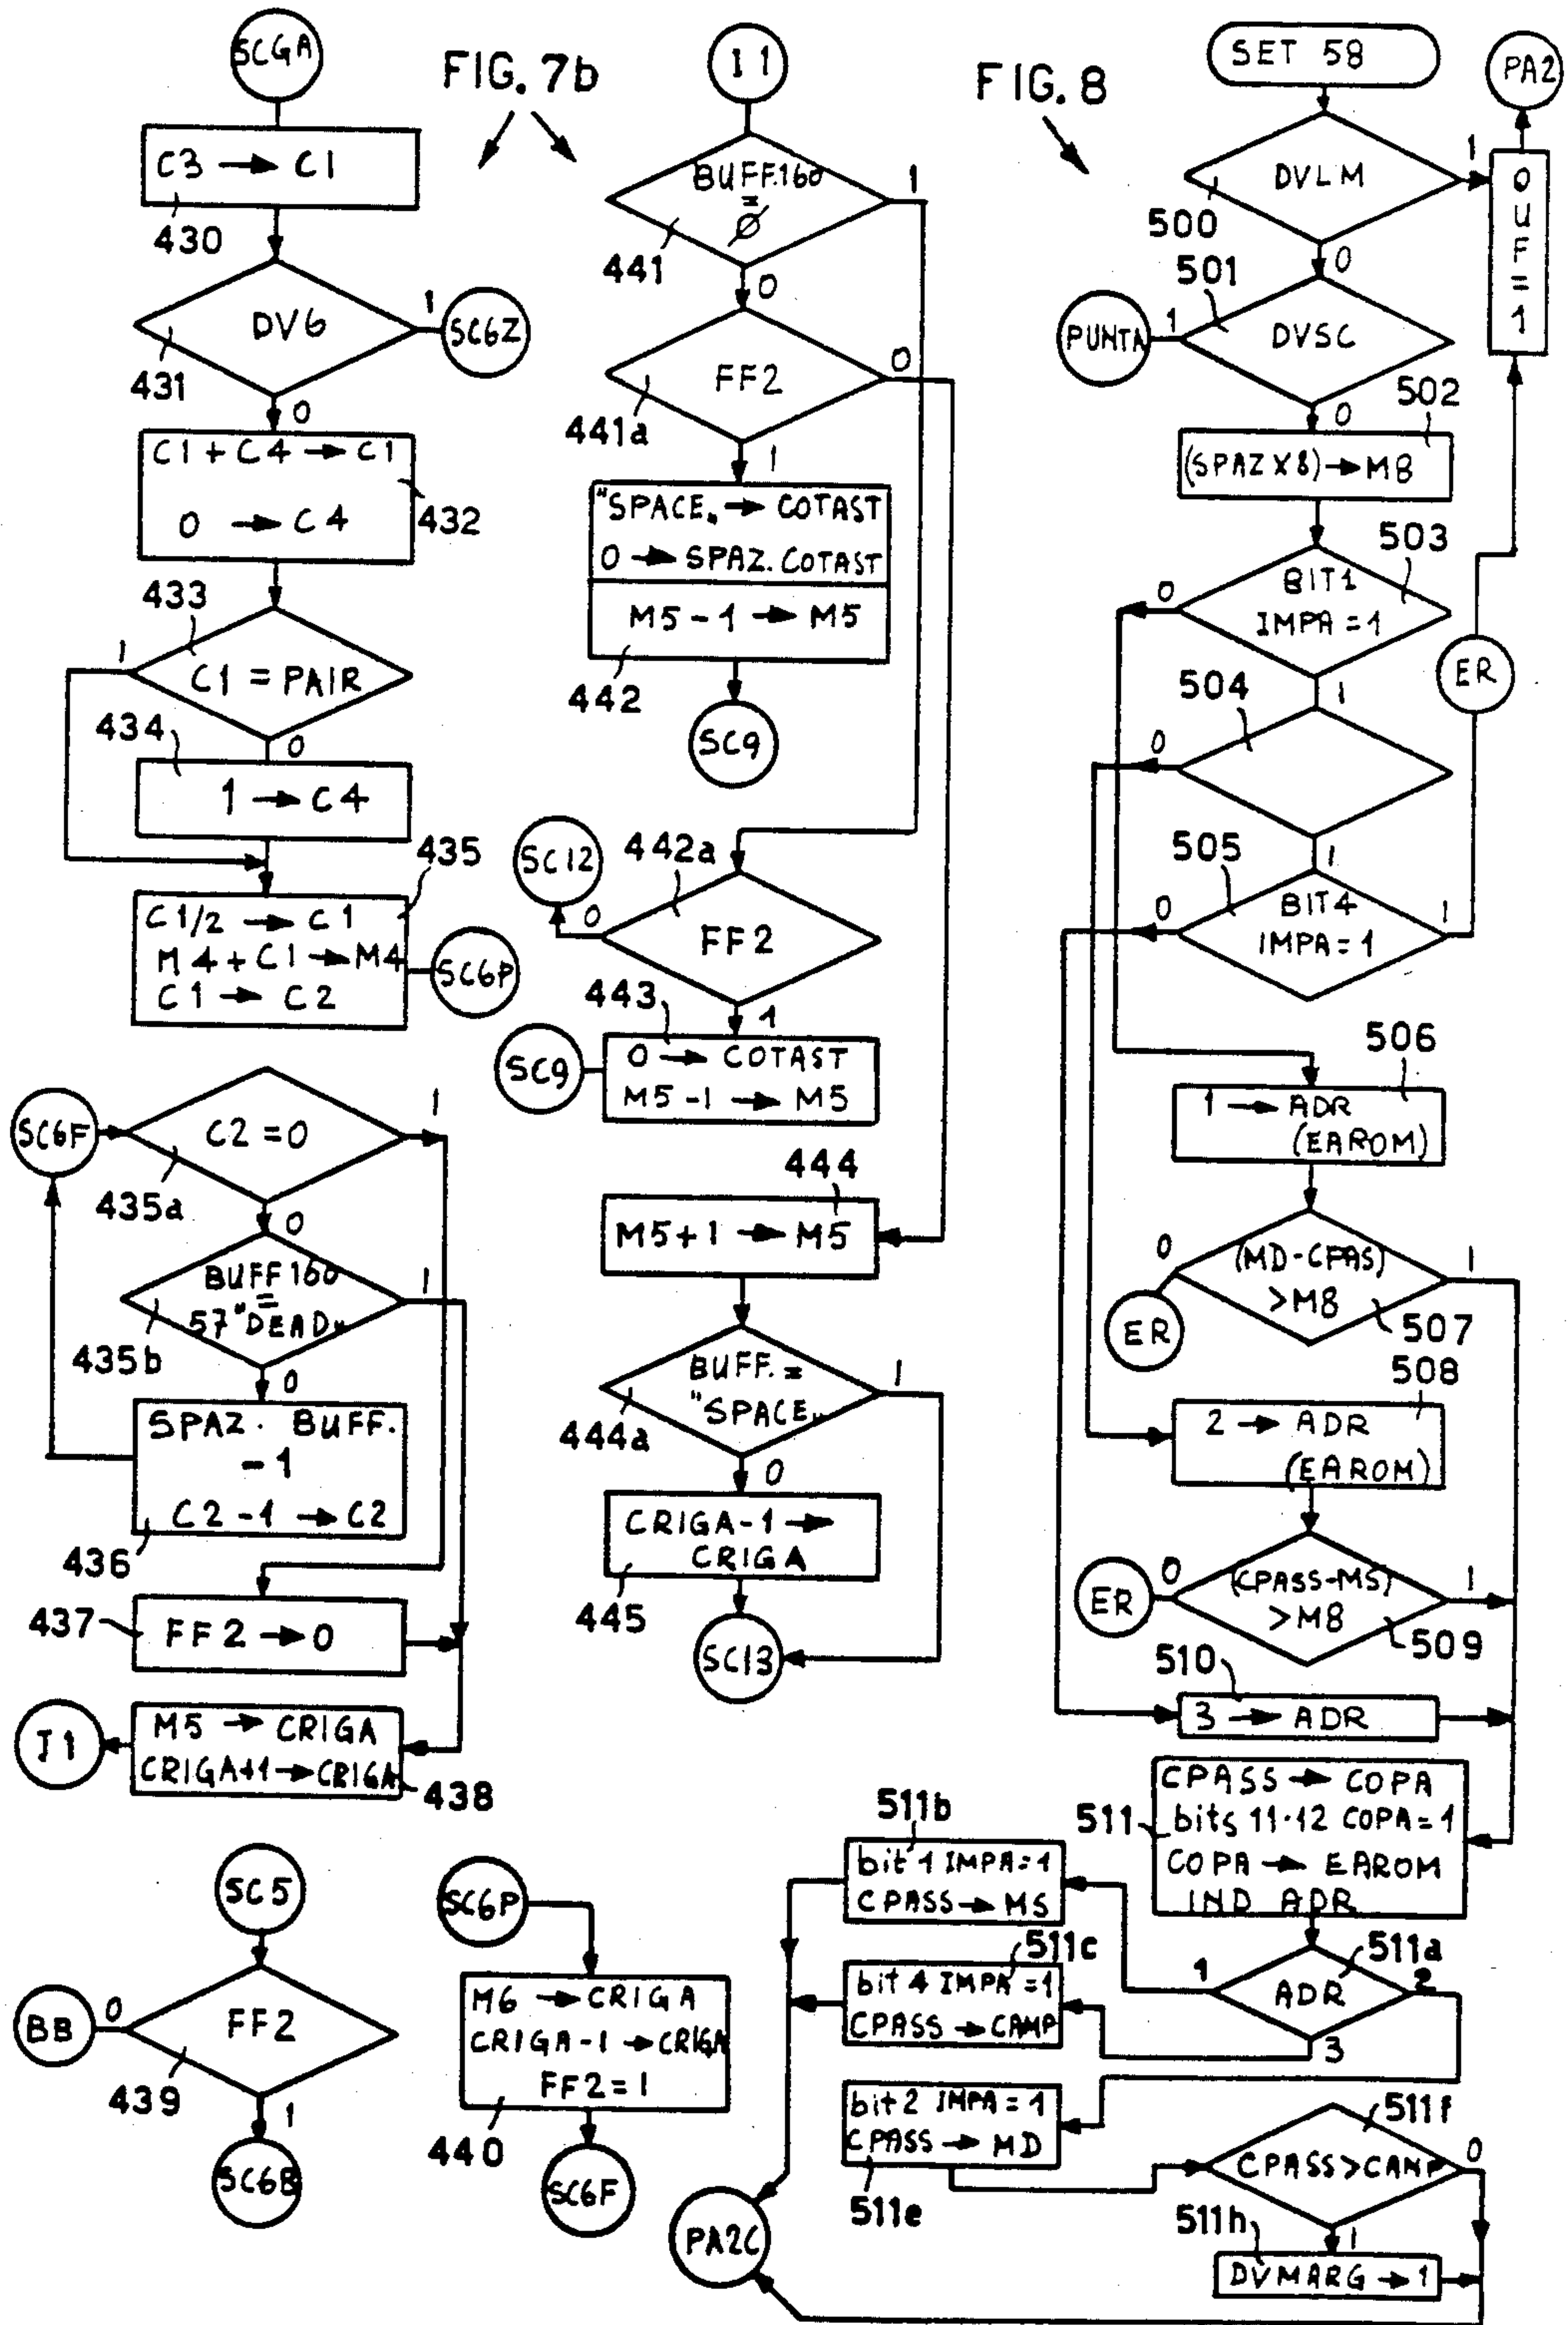 FIG. 7b
SCGA
C3 → C1
430
DV6
1
SC6Z
431
0
C1 + C4 → C1
0 → C4
432
433
1
C1 = PAIR
434
0
1 → C4
435
C1/2 → C1
M4 + C1 → M4
C1 → C2
SC6P
SC6F
C2 = 0
1
435a
0
BUFF 160
=
57 "DEAD„
1
435b
0
SPAZ. BUFF.
-1
C2 -1 → C2
436
437
FF2 → 0
I1
M5 → CRIGA
CRIGA+1 → CRIGA
438
SC5
BB
0
FF2
439
1
SC6B
SC6P
M6 → CRIGA
CRIGA-1 → CRIGA
FF2 = 1
440
SC6F
I1
BUFF.160
=
Ø
1
441
0
FF2
0
441a
1
"SPACE„ → COTAST
0 → SPAZ. COTAST
M5 - 1 → M5
442
SC9
SC12
442a
0
FF2
443
1
SC9
0 → COTAST
M5 -1 → M5
444
M5 + 1 → M5
BUFF. =
"SPACE„
1
444a
0
CRIGA-1 →
CRIGA
445
SC13
FIG. 8
SET 58
PA2
DVLM
1
500
0
OUF=1
501
PUNTA
1
DVSC
502
0
(SPAZ X 8) → M8
503
0
BIT1
IMPA = 1
ER
504
1
0
505
1
0
BIT4
IMPA = 1
1
506
1 → ADR
(EAROM)
0
(MD-CPAS)
>M8
1
ER
507
508
2 → ADR
(EAROM)
ER
0
(CPASS-MS)
>M8
1
509
510
3 → ADR
511
CPASS → COPA
bits 11-12 COPA = 1
COPA → EAROM
IND ADR
511b
bit 1 IMPA = 1
CPASS → MS
511c
bit 4 IMPA = 1
CPASS → CAMP
511a
1
ADR
2
3
bit 2 IMPA = 1
CPASS → MD
511e
511f
CPASS > CAMP
0
511h
1
DVMARG → 1
PA2C